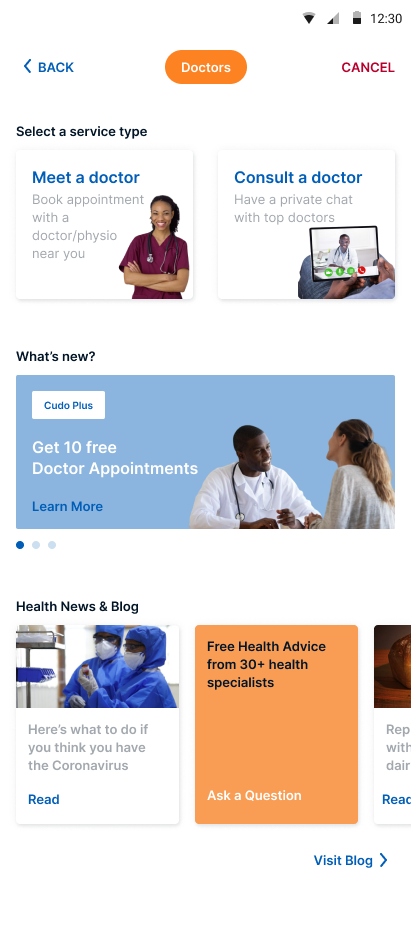 12:30
BACK
Doctors
CANCEL
Select a service type
Meet a doctor
Book appointment
with a
doctor/physio
near you
Consult a doctor
Have a private chat
with top doctors
What's new?
Cudo Plus
Get 10 free
Doctor Appointments
Learn More
Health News & Blog
Here's what to do if
you think you have
the Coronavirus
Read
Free Health Advice
from 30+ health
specialists
Ask a Question
Rep
with
dair
Read
Visit Blog